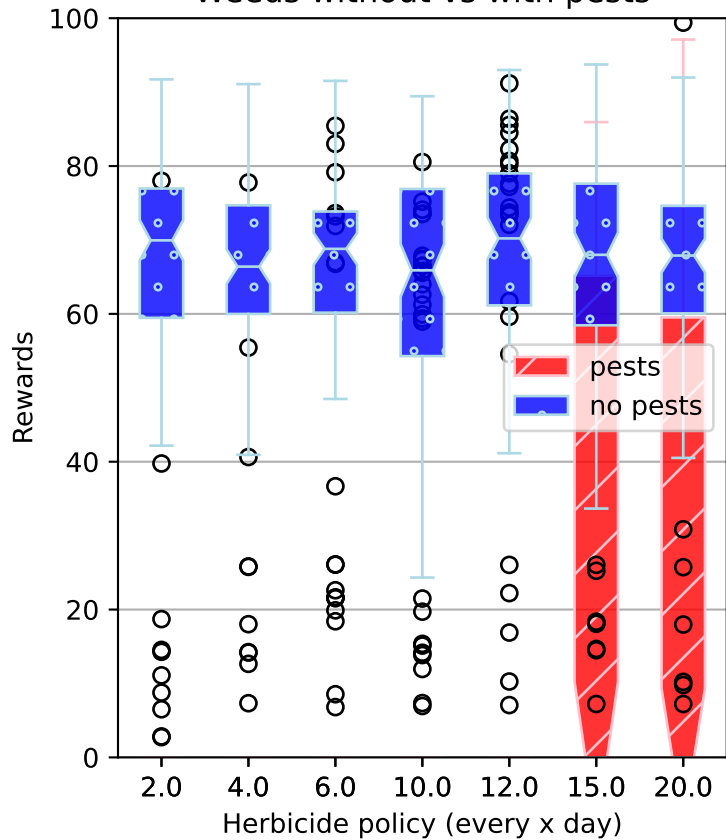 Weeds without vs with pests
100
80
60
40
20
0
Rewards
pests
no pests
2.0 4.0 6.0 10.0 12.0 15.0 20.0
Herbicide policy (every x day)